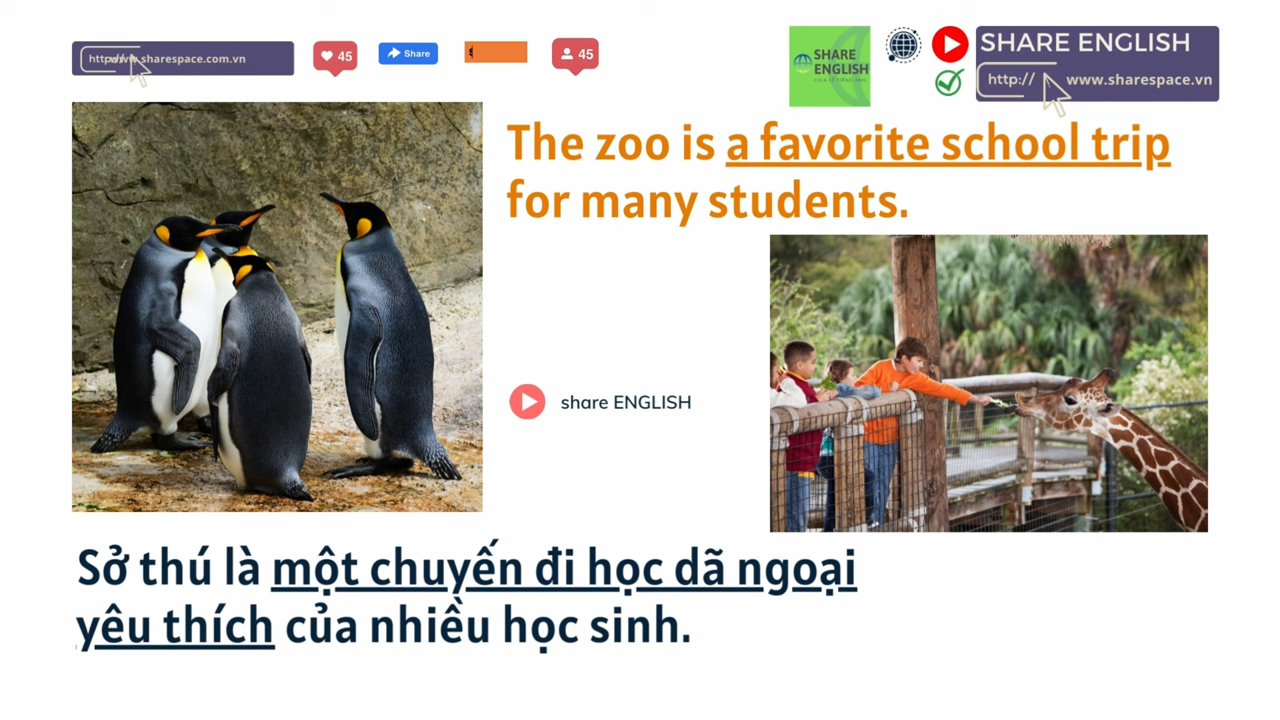 www.sharespace.com.vn
45
Share
45
SHARE
ENGLISH
SHARE ENGLISH
http://
www.sharespace.vn
The zoo is a favorite school trip
for many students.
share ENGLISH
Sở thú là một chuyến đi học dã ngoại
yêu thích của nhiều học sinh.